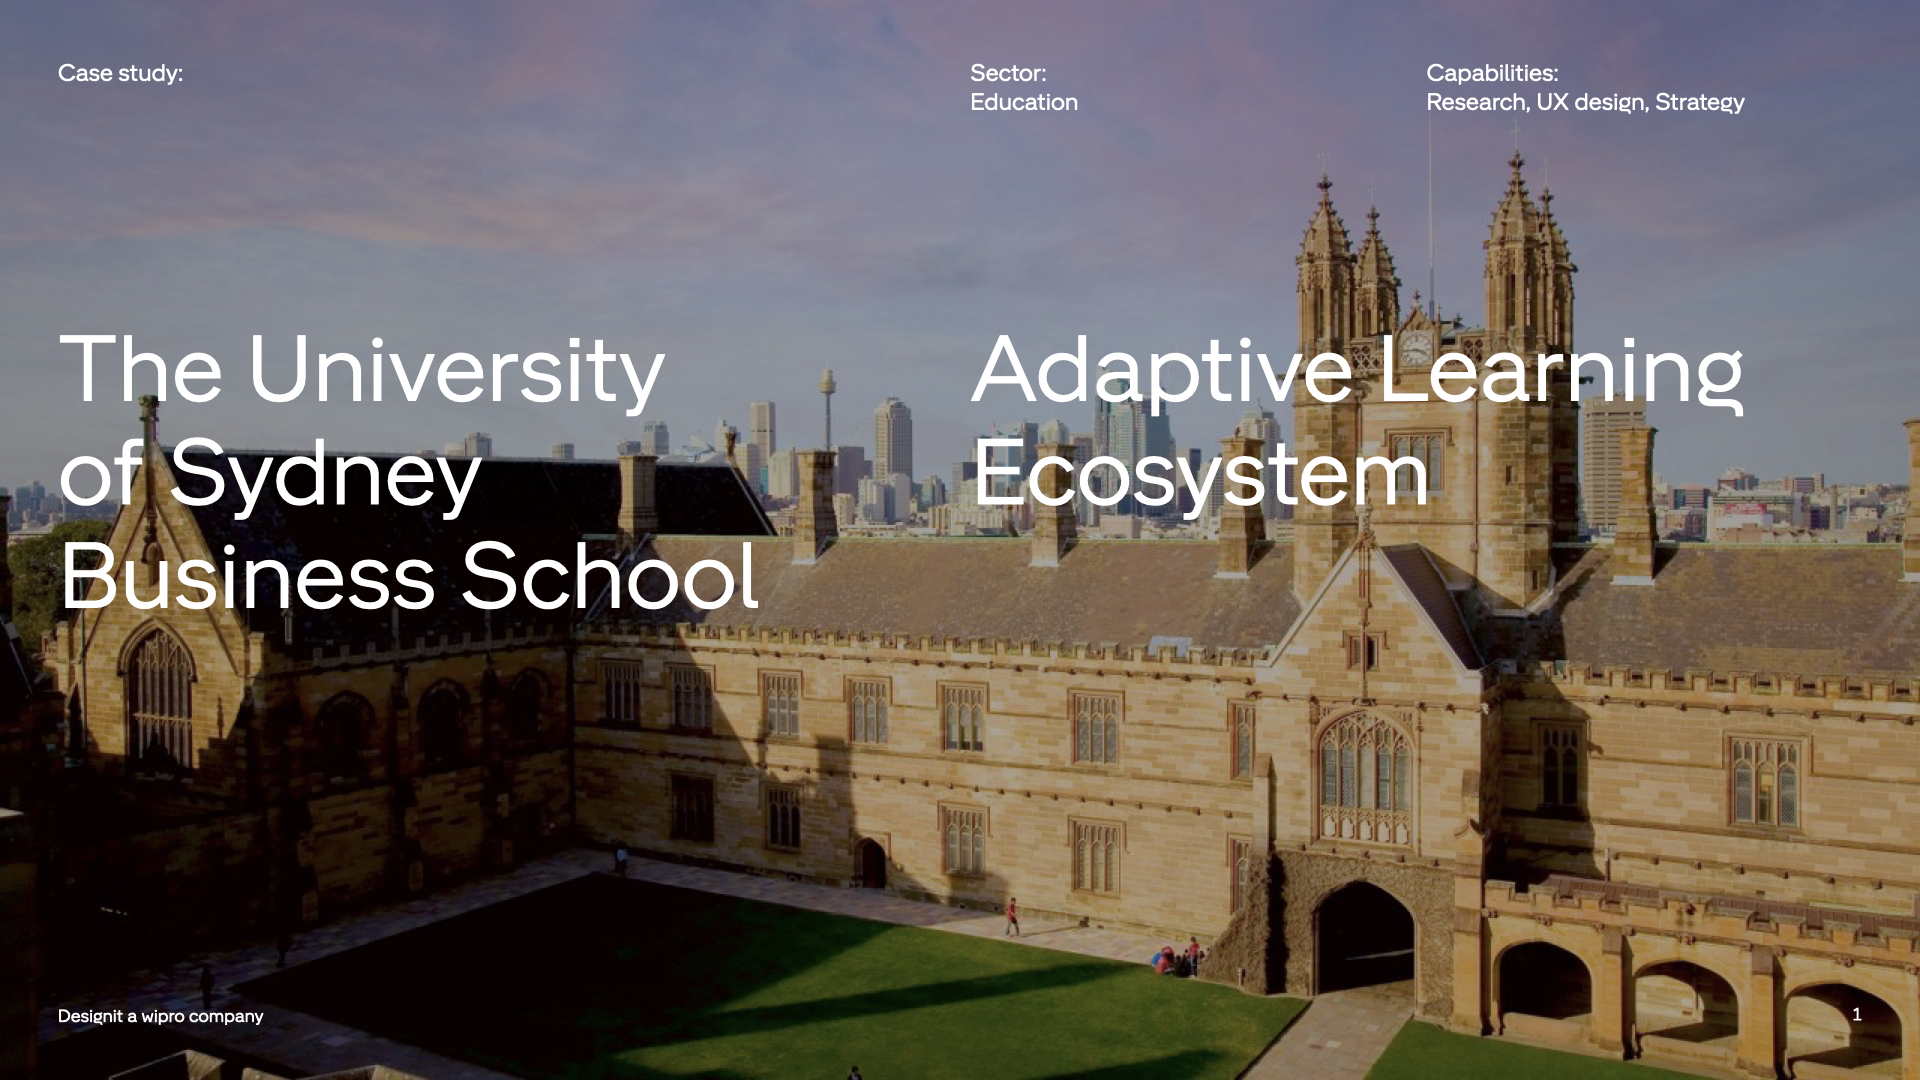 Case study:
Sector:
Education
Capabilities:
Research, UX design, Strategy
The University
of Sydney
Business School
Adaptive Learning
Ecosystem
Designit a wipro company
1